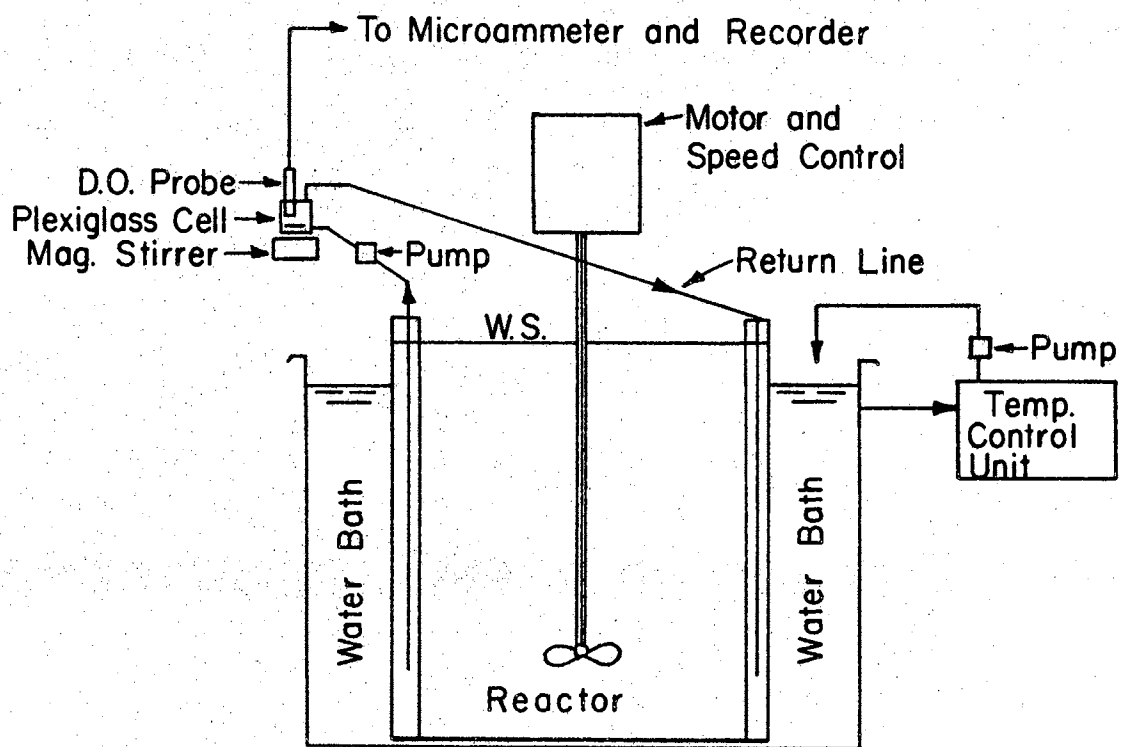 To Microammeter and Recorder
Motor and
Speed Control
D.O. Probe
Plexiglass Cell
Mag. Stirrer
Pump
Return Line
W.S.
Pump
Temp.
Control
Unit
Water Bath
Water Bath
Reactor